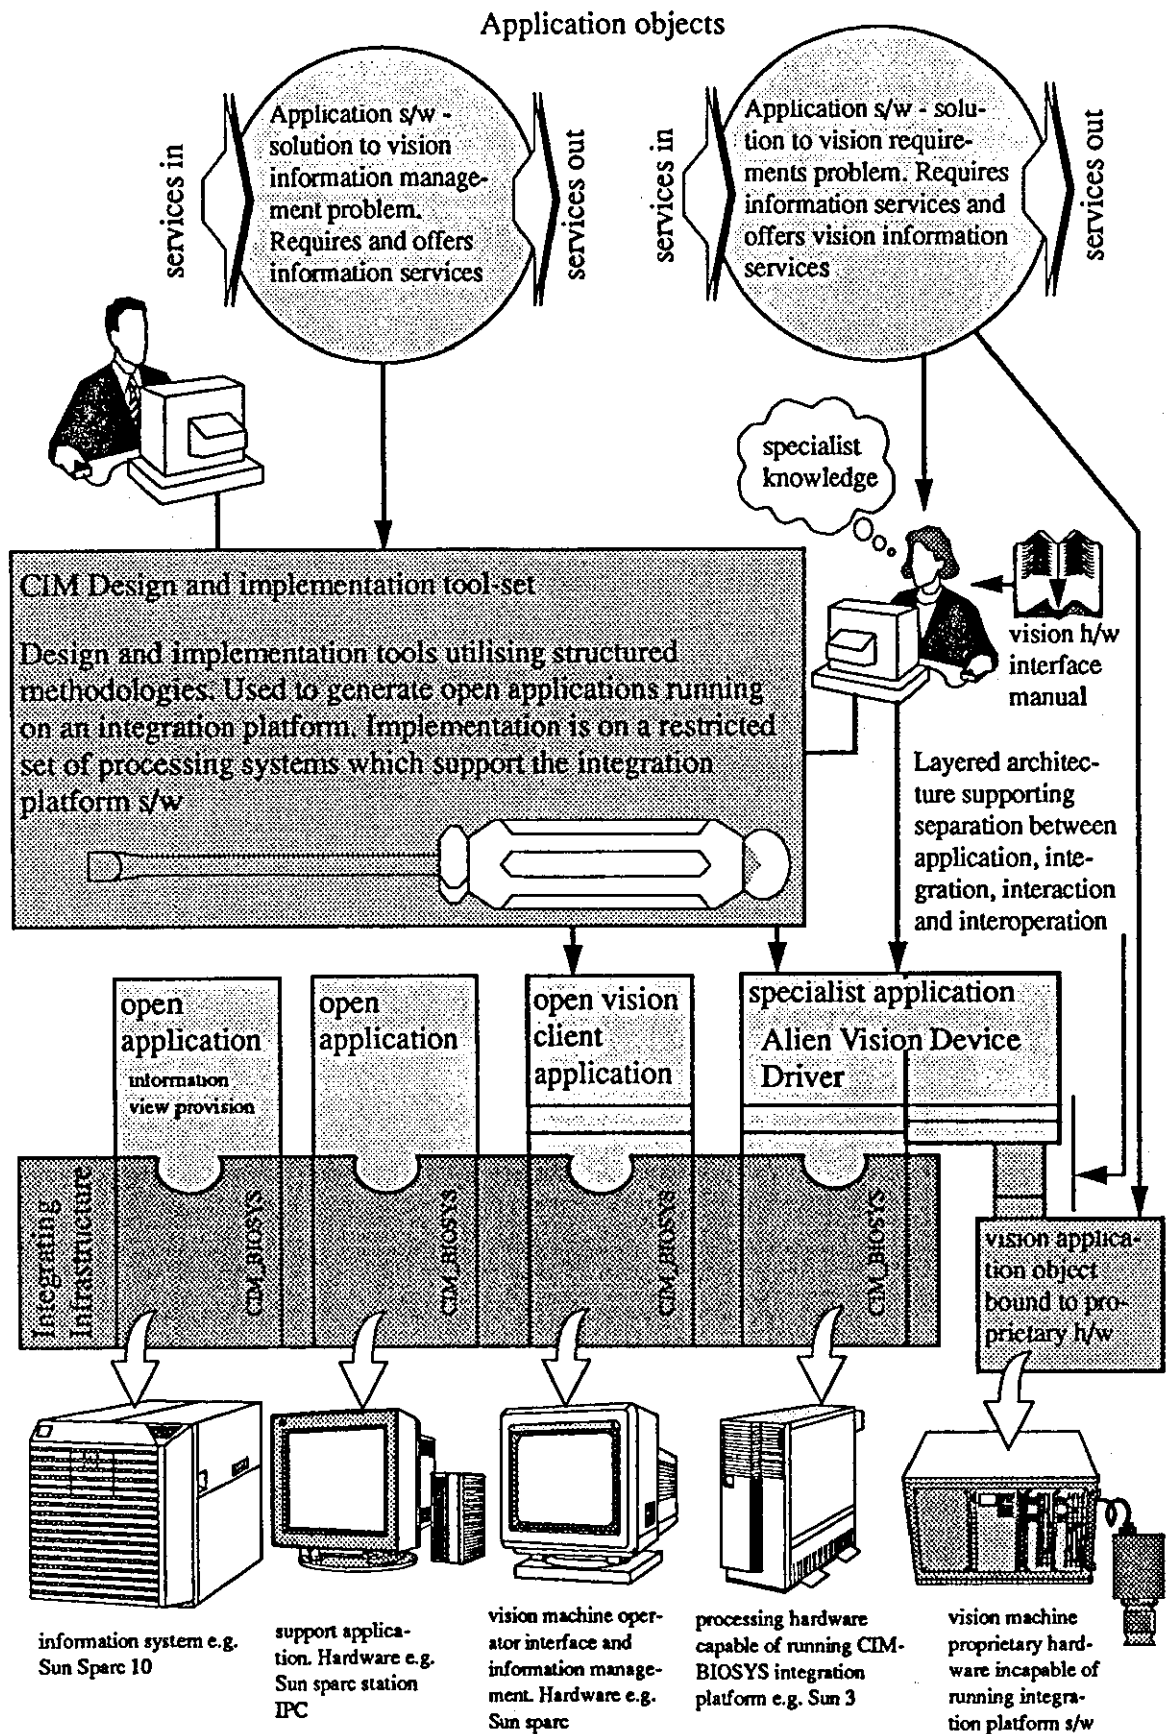 Application objects
services in
Application s/w -
solution to vision
information manage-
ment problem.
Requires and offers
information services
services out
services in
Application s/w - solu-
tion to vision require-
ments problem. Requires
information services and
offers vision information
services
services out
specialist
knowledge
vision h/w
interface
manual
CIM Design and implementation tool-set
Design and implementation tools utilising structured
methodologies. Used to generate open applications running
on an integration platform. Implementation is on a restricted
set of processing systems which support the integration
platform s/w
Layered architec-
ture supporting
separation between
application, inte-
gration, interaction
and interoperation
open
application
information
view provision
open
application
open vision
client
application
specialist application
Alien Vision Device
Driver
Integrating
Infrastructure
CIM_BIOSYS
CIM_BIOSYS
CIM_BIOSYS
CIM_BIOSYS
vision applica-
tion object
bound to pro-
prietary h/w
information system e.g.
Sun Sparc 10
support applica-
tion. Hardware e.g.
Sun sparc station
IPC
vision machine oper-
ator interface and
information manage-
ment. Hardware e.g.
Sun sparc
processing hardware
capable of running CIM-
BIOSYS integration
platform e.g. Sun 3
vision machine
proprietary hard-
ware incapable of
running integra-
tion platform s/w